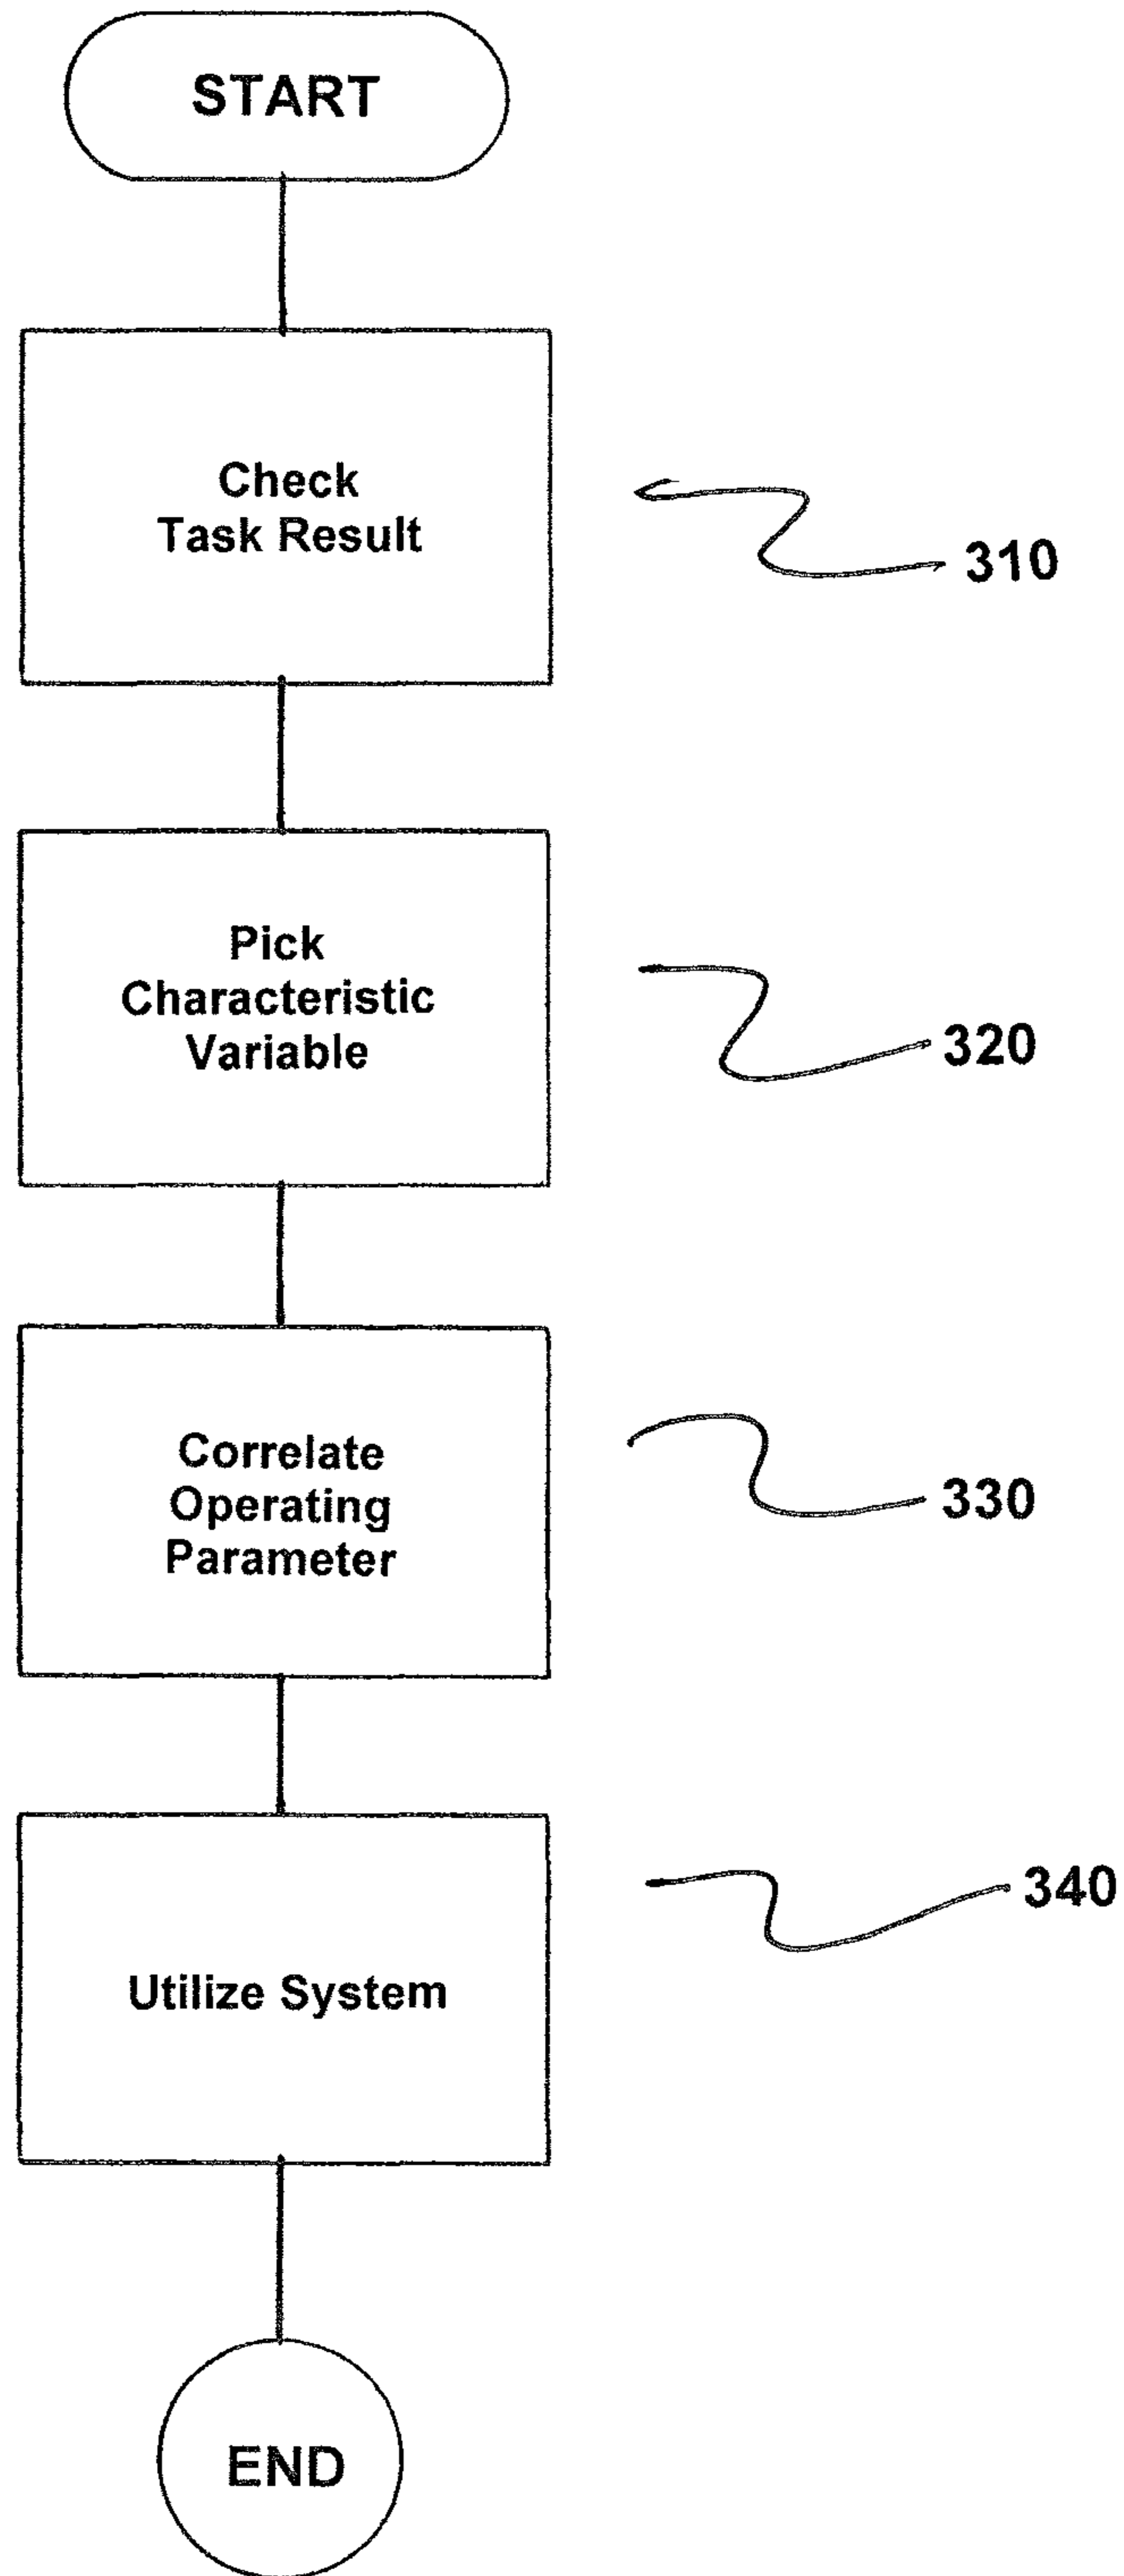 START
Check
Task Result
310
Pick
Characteristic
Variable
320
Correlate
Operating
Parameter
330
340
Utilize System
END